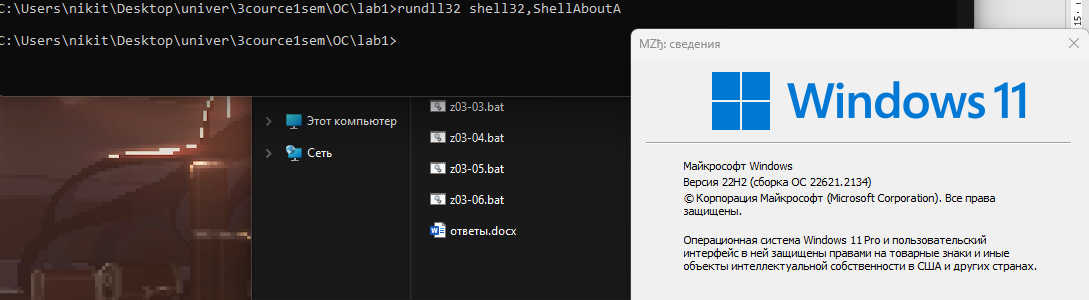 C:\Users\nikit\Desktop\univer\3cource1sem\OC\lab1>rundll32 shell32,ShellAboutA
C:\Users\nikit\Desktop\univer\3cource1sem\OC\lab1>
z03-03.bat
Этот компьютер
z03-04.bat
Сеть
z03-05.bat
z03-06.bat
ответы.docx
MZђ: сведения
Windows 11
Майкрософт Windows
Версия 22H2 (сборка ОС 22621.2134)
© Корпорация Майкрософт (Microsoft Corporation). Все права
защищены.
Операционная система Windows 11 Pro и пользовательский
интерфейс в ней защищены правами на товарные знаки и иные
объекты интеллектуальной собственности в США и других странах.
15